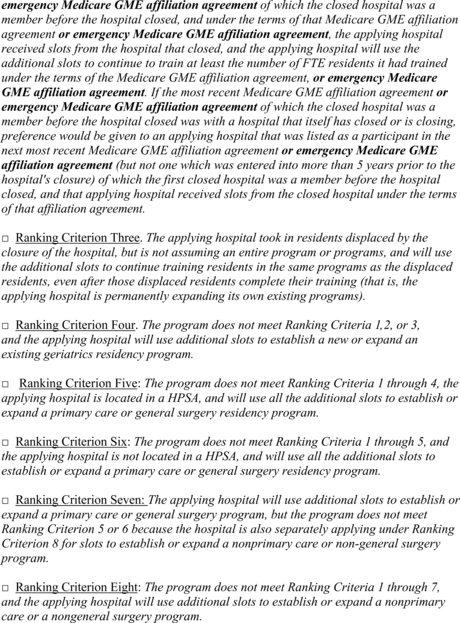 emergency Medicare GME affiliation agreement of which the closed hospital was a
member before the hospital closed, and under the terms of that Medicare GME affiliation
agreement or emergency Medicare GME affiliation agreement, the applying hospital
received slots from the hospital that closed, and the applying hospital will use the
additional slots to continue to train at least the number of FTE residents it had trained
under the terms of the Medicare GME affiliation agreement, or emergency Medicare
GME affiliation agreement. If the most recent Medicare GME affiliation agreement or
emergency Medicare GME affiliation agreement of which the closed hospital was a
member before the hospital closed was with a hospital that itself has closed or is closing,
preference would be given to an applying hospital that was listed as a participant in the
next most recent Medicare GME affiliation agreement or emergency Medicare GME
affiliation agreement (but not one which was entered into more than 5 years prior to the
hospital's closure) of which the first closed hospital was a member before the hospital
closed, and that applying hospital received slots from the closed hospital under the terms
of that affiliation agreement.
□ Ranking Criterion Three. The applying hospital took in residents displaced by the
closure of the hospital, but is not assuming an entire program or programs, and will use
the additional slots to continue training residents in the same programs as the displaced
residents, even after those displaced residents complete their training (that is, the
applying hospital is permanently expanding its own existing programs).
□ Ranking Criterion Four. The program does not meet Ranking Criteria 1,2, or 3,
and the applying hospital will use additional slots to establish a new or expand an
existing geriatrics residency program.
□ Ranking Criterion Five: The program does not meet Ranking Criteria 1 through 4, the
applying hospital is located in a HPSA, and will use all the additional slots to establish or
expand a primary care or general surgery residency program.
□ Ranking Criterion Six: The program does not meet Ranking Criteria 1 through 5, and
the applying hospital is not located in a HPSA, and will use all the additional slots to
establish or expand a primary care or general surgery residency program.
□ Ranking Criterion Seven: The applying hospital will use additional slots to establish or
expand a primary care or general surgery program, but the program does not meet
Ranking Criterion 5 or 6 because the hospital is also separately applying under Ranking
Criterion 8 for slots to establish or expand a nonprimary care or non-general surgery
program.
□ Ranking Criterion Eight: The program does not meet Ranking Criteria 1 through 7,
and the applying hospital will use additional slots to establish or expand a nonprimary
care or a nongeneral surgery program.